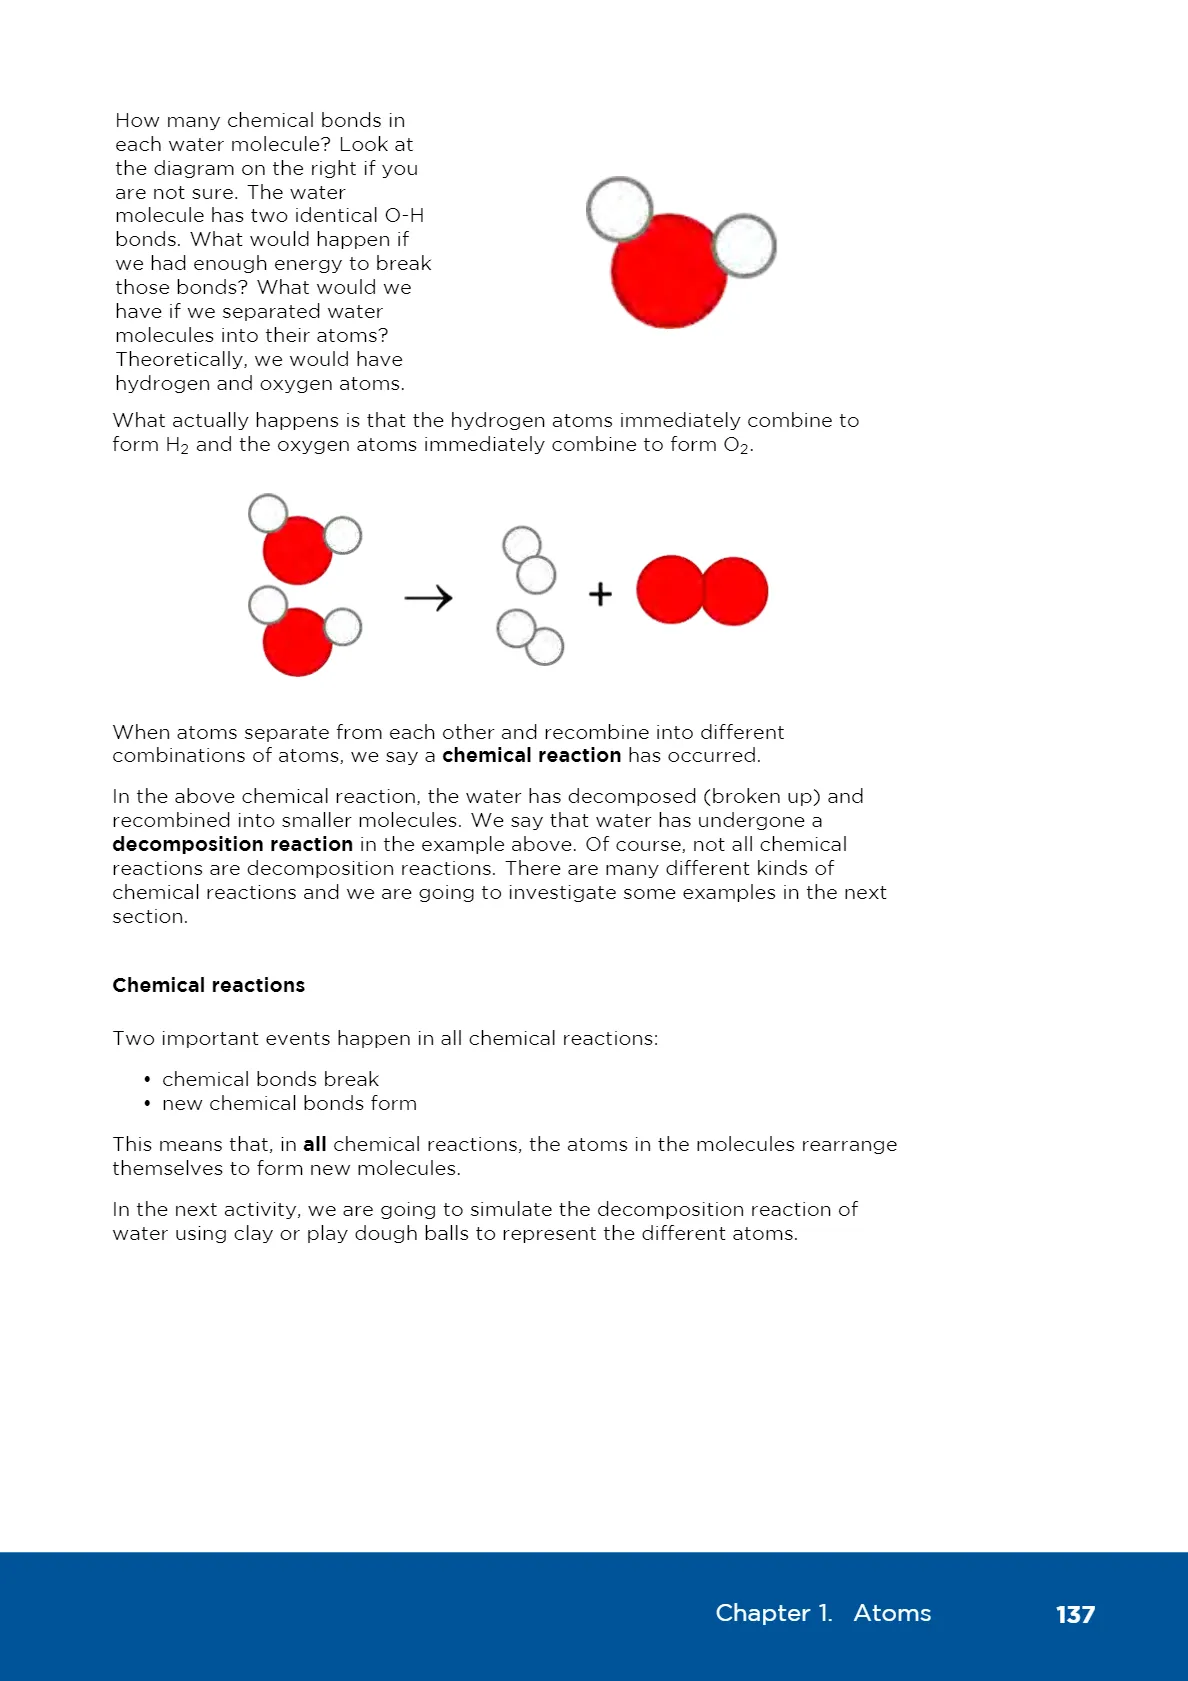 How many chemical bonds in
each water molecule? Look at
the diagram on the right if you
are not sure. The water
molecule has two identical O-H
bonds. What would happen if
we had enough energy to break
those bonds? What would we
have if we separated water
molecules into their atoms?
Theoretically, we would have
hydrogen and oxygen atoms.
What actually happens is that the hydrogen atoms immediately combine to
form H₂ and the oxygen atoms immediately combine to form O₂.
→ +
When atoms separate from each other and recombine into different
combinations of atoms, we say a chemical reaction has occurred.
In the above chemical reaction, the water has decomposed (broken up) and
recombined into smaller molecules. We say that water has undergone a
decomposition reaction in the example above. Of course, not all chemical
reactions are decomposition reactions. There are many different kinds of
chemical reactions and we are going to investigate some examples in the next
section.
Chemical reactions
Two important events happen in all chemical reactions:
• chemical bonds break
• new chemical bonds form
This means that, in all chemical reactions, the atoms in the molecules rearrange
themselves to form new molecules.
In the next activity, we are going to simulate the decomposition reaction of
water using clay or play dough balls to represent the different atoms.
Chapter 1. Atoms 137